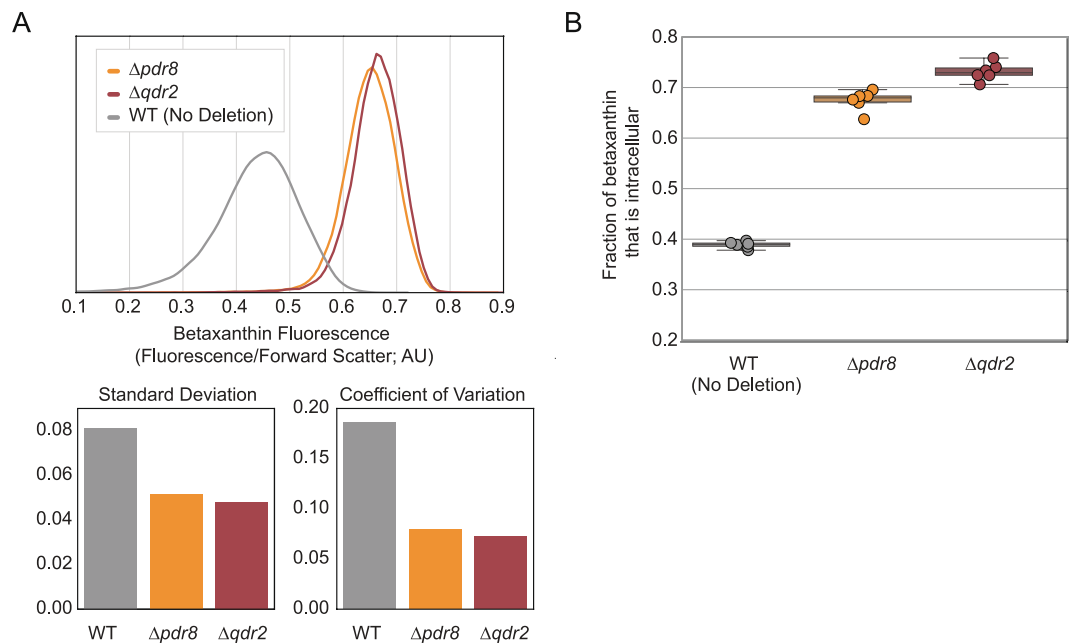 A
Δpdr8
Δqdr2
WT (No Deletion)
0.1 0.2 0.3 0.4 0.5 0.6 0.7 0.8 0.9
Betaxanthin Fluorescence
(Fluorescence/Forward Scatter; AU)
Standard Deviation
0.08
0.06
0.04
0.02
0.00
WT Δpdr8 Δqdr2
Coefficient of Variation
0.20
0.15
0.10
0.05
0.00
WT Δpdr8 Δqdr2
B
Fraction of betaxanthin
that is intracellular
0.8
0.7
0.6
0.5
0.4
0.3
0.2
WT Δpdr8 Δqdr2
(No Deletion)